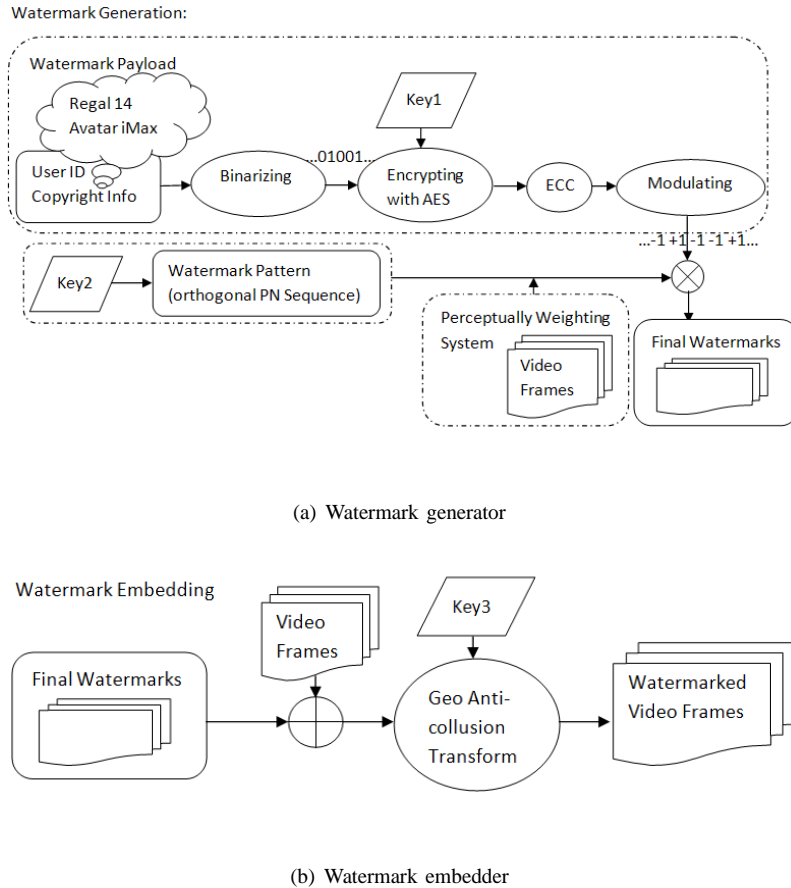 Watermark Generation:
Watermark Payload
Regal 14
Avatar iMax
User ID
Copyright Info
Binarizing
...01001...
Key1
Encrypting
with AES
ECC
Modulating
...-1 +1 -1 -1 +1...
Key2
Watermark Pattern
(orthogonal PN Sequence)
Perceptually Weighting
System
Video
Frames
Final Watermarks
(a) Watermark generator
Watermark Embedding
Final Watermarks
Video
Frames
Key3
Geo Anti-
collusion
Transform
Watermarked
Video Frames
(b) Watermark embedder